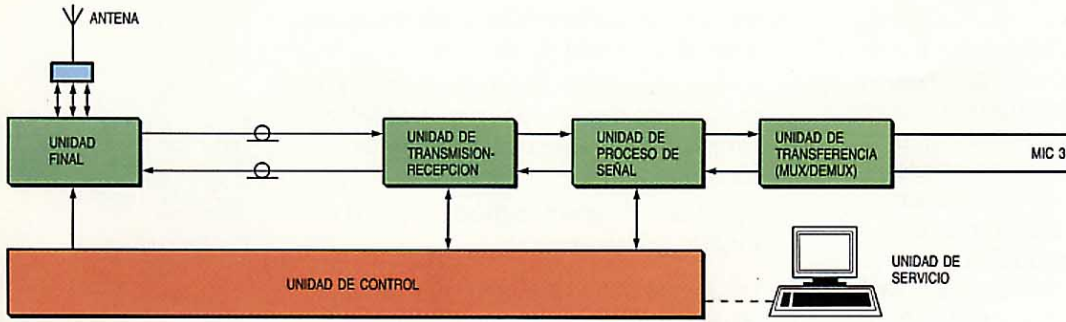 ANTENA
UNIDAD
FINAL
UNIDAD DE
TRANSMISION-
RECEPCION
UNIDAD DE
PROCESO DE
SEÑAL
UNIDAD DE
TRANSFERENCIA
(MUX/DEMUX)
MIC 3
UNIDAD DE CONTROL
UNIDAD DE
SERVICIO